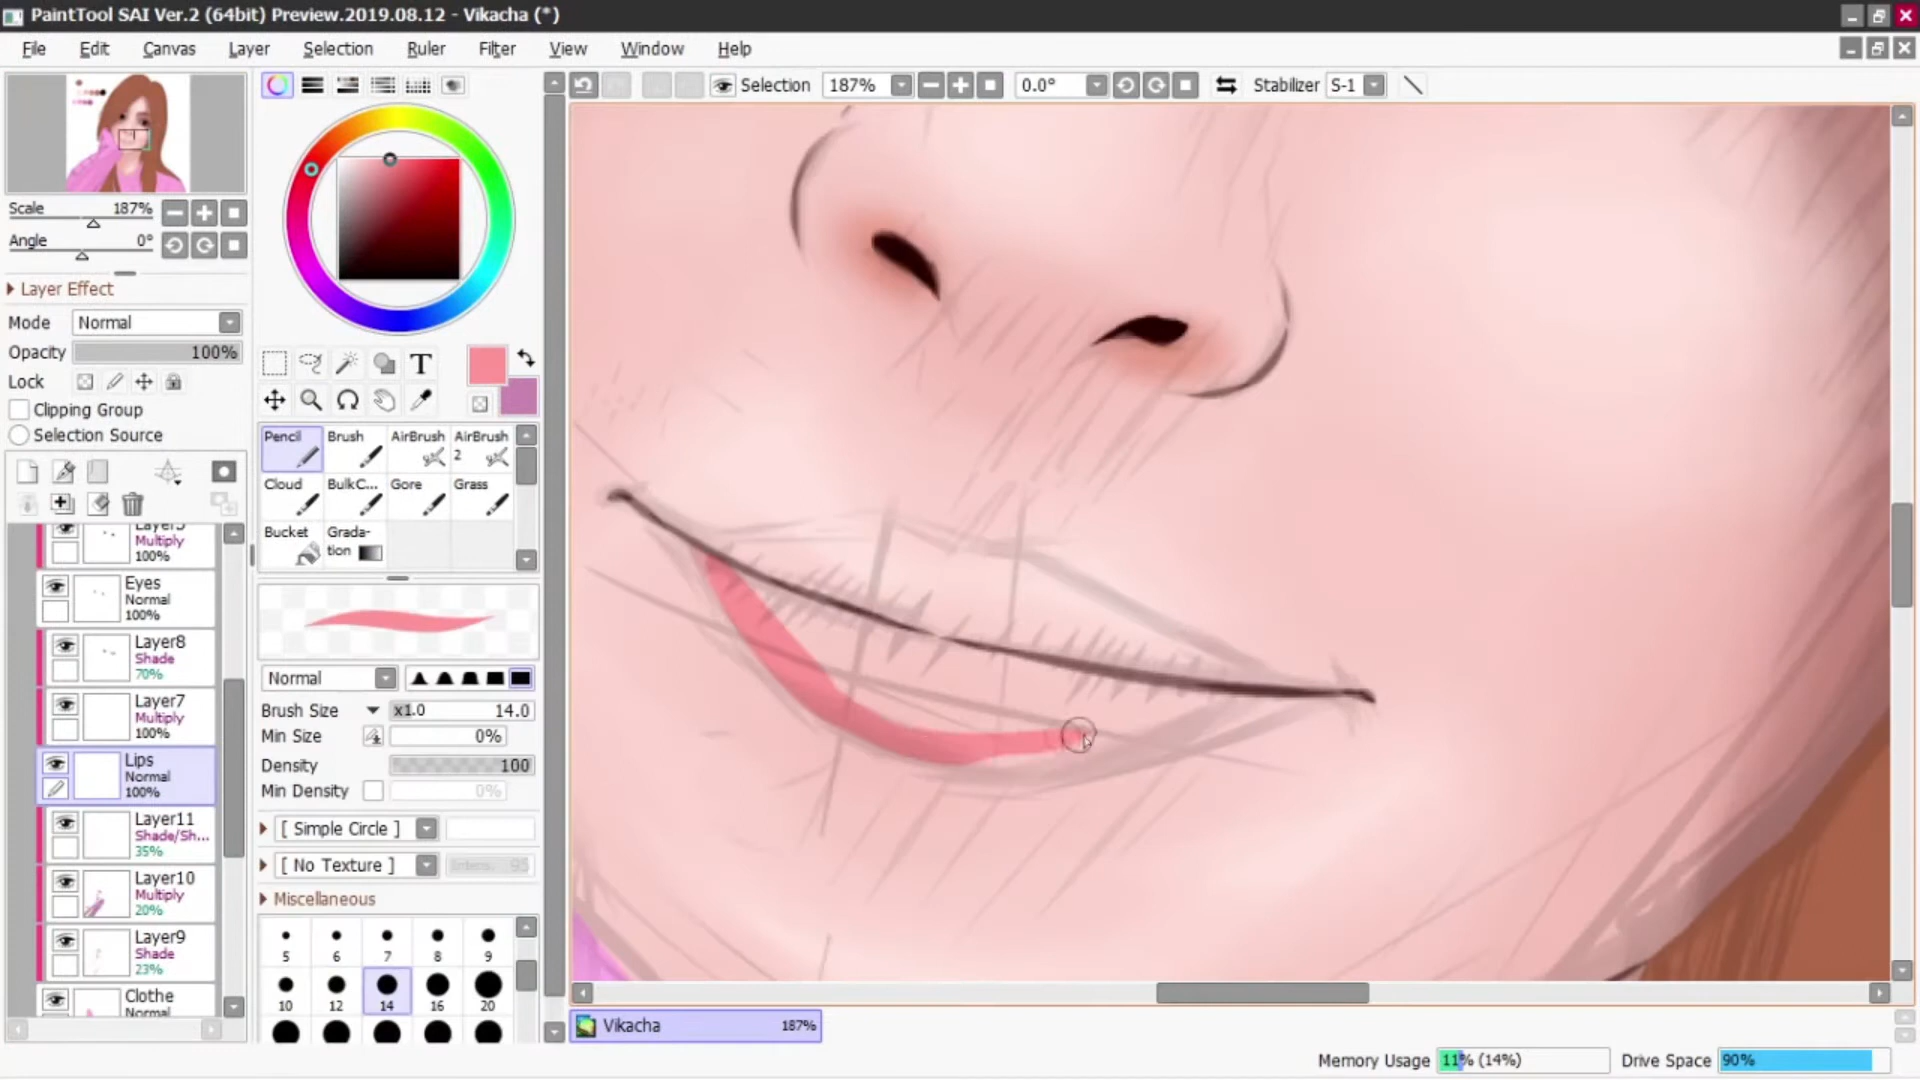 PaintTool SAI Ver.2 (64bit) Preview.2019.08.12 - Vikacha (*)
File Edit Canvas Layer Selection Ruler Filter View Window Help
Selection 187% 0.0° Stabilizer S-1
Scale 187%
Angle 0°
Layer Effect
Mode Normal
Opacity 100%
Lock
Clipping Group
Selection Source
Multiply
100%
Eyes
Normal
100%
Layer8
Shade
70%
Layer7
Multiply
100%
Lips
Normal
100%
Layer11
Shade/Sh...
35%
Layer10
Multiply
20%
Layer9
Shade
23%
Clothe
Normal
T
Pencil Brush AirBrush AirBrush 2
Cloud BulkC... Gore Grass
Bucket Grada-
tion
Normal
Brush Size x1.0 14.0
Min Size 0%
Density 100
Min Density 0%
[ Simple Circle ]
[ No Texture ] 95
Miscellaneous
5 6 7 8 9
10 12 14 16 20
Vikacha 187%
Memory Usage 11% (14%) Drive Space 90%